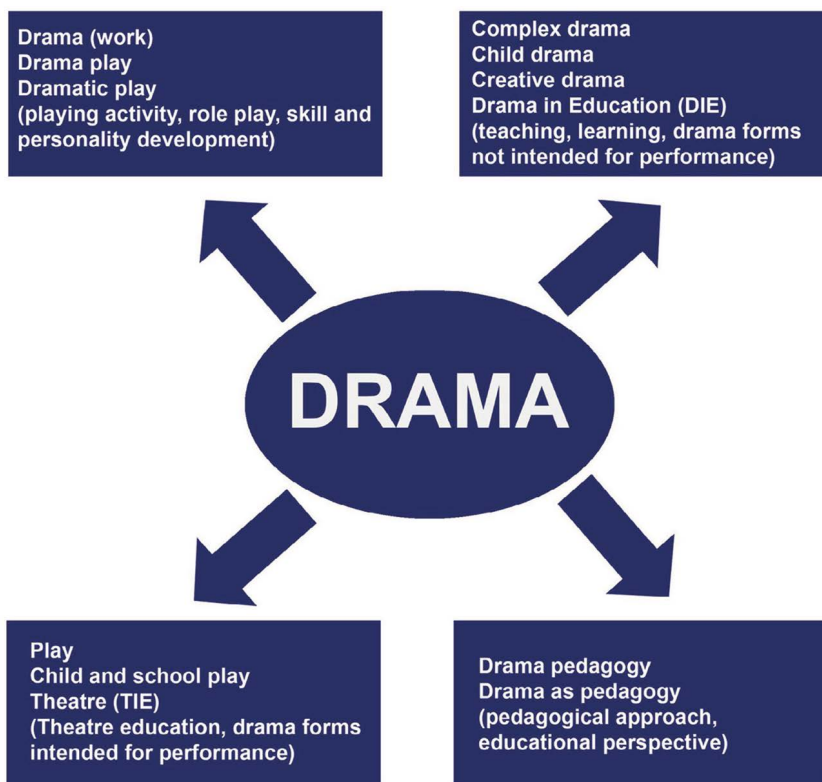 Drama (work)
Drama play
Dramatic play
(playing activity, role play, skill and
personality development)
Complex drama
Child drama
Creative drama
Drama in Education (DIE)
(teaching, learning, drama forms
not intended for performance)
DRAMA
Play
Child and school play
Theatre (TIE)
(Theatre education, drama forms
intended for performance)
Drama pedagogy
Drama as pedagogy
(pedagogical approach,
educational perspective)